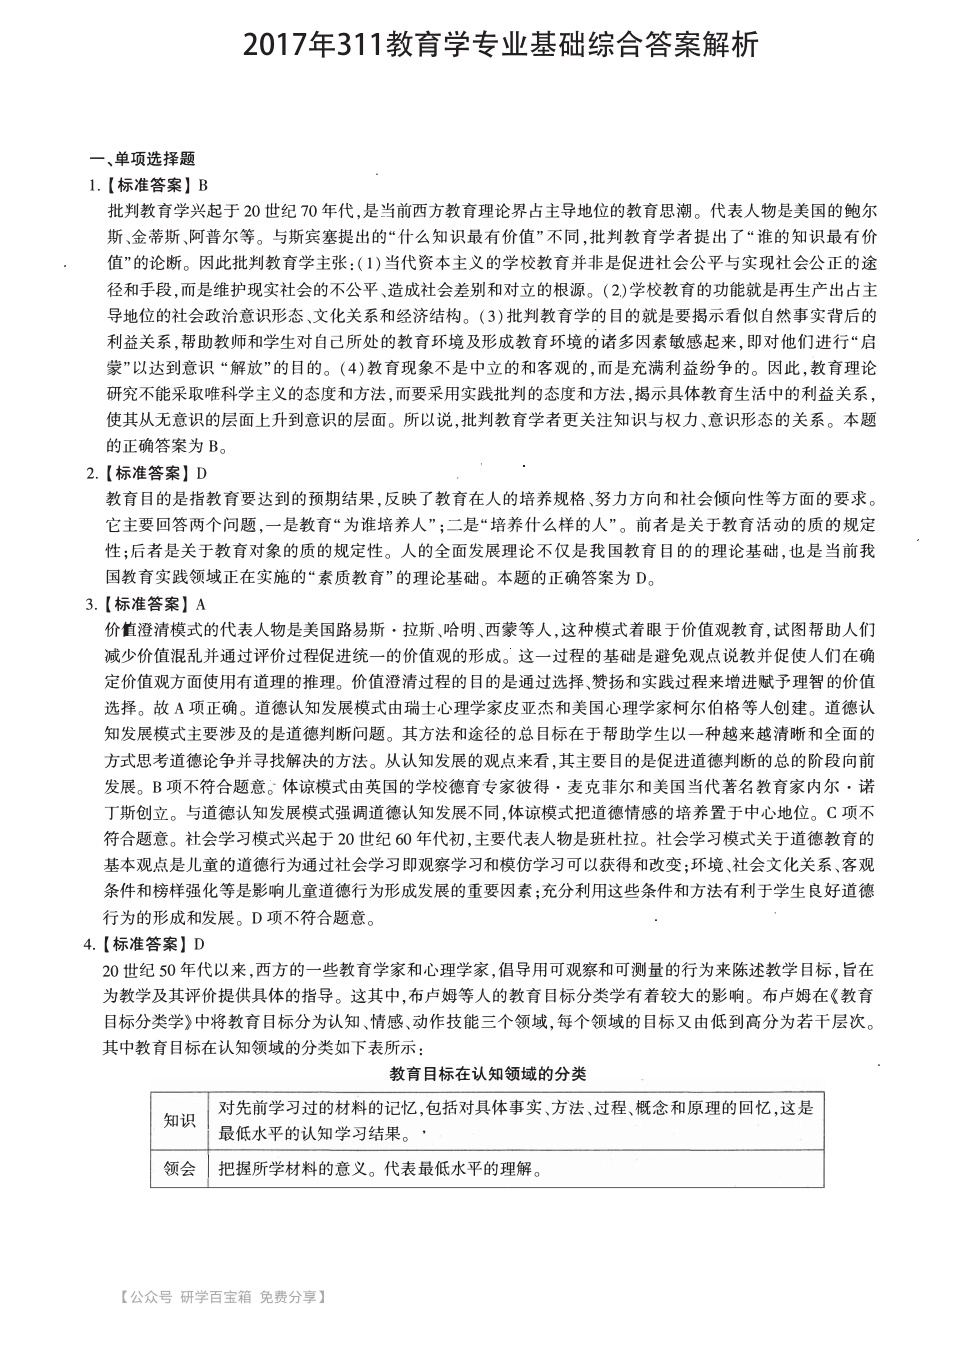 2017年311教育学专业基础综合答案解析
一、单项选择题
1.【标准答案】B
批判教育学兴起于 20 世纪 70 年代,是当前西方教育理论界占主导地位的教育思潮。代表人物是美国的鲍尔
斯、金蒂斯、阿普尔等。与斯宾塞提出的“什么知识最有价值”不同,批判教育学者提出了“谁的知识最有价
值”的论断。因此批判教育学主张:(1)当代资本主义的学校教育并非是促进社会公平与实现社会公正的途
径和手段,而是维护现实社会的不公平、造成社会差别和对立的根源。(2)学校教育的功能就是再生产出占主
导地位的社会政治意识形态、文化关系和经济结构。(3)批判教育学的目的就是要揭示看似自然事实背后的
利益关系,帮助教师和学生对自己所处的教育环境及形成教育环境的诸多因素敏感起来,即对他们进行“启
蒙”以达到意识 “解放”的目的。(4)教育现象不是中立的和客观的,而是充满利益纷争的。因此,教育理论
研究不能采取唯科学主义的态度和方法,而要采用实践批判的态度和方法,揭示具体教育生活中的利益关系,
使其从无意识的层面上升到意识的层面。所以说,批判教育学者更关注知识与权力、意识形态的关系。本题
的正确答案为 B。
2.【标准答案】D
教育目的是指教育要达到的预期结果,反映了教育在人的培养规格、努力方向和社会倾向性等方面的要求。
它主要回答两个问题,一是教育“为谁培养人”;二是“培养什么样的人”。前者是关于教育活动的质的规定
性;后者是关于教育对象的质的规定性。人的全面发展理论不仅是我国教育目的的理论基础,也是当前我
国教育实践领域正在实施的“素质教育”的理论基础。本题的正确答案为 D。
3.【标准答案】A
价值澄清模式的代表人物是美国路易斯·拉斯、哈明、西蒙等人,这种模式着眼于价值观教育,试图帮助人们
减少价值混乱并通过评价过程促进统一的价值观的形成。这一过程的基础是避免观点说教并促使人们在确
定价值观方面使用有道理的推理。价值澄清过程的目的是通过选择、赞扬和实践过程来增进赋予理智的价值
选择。故 A 项正确。道德认知发展模式由瑞士心理学家皮亚杰和美国心理学家柯尔伯格等人创建。道德认
知发展模式主要涉及的是道德判断问题。其方法和途径的总目标在于帮助学生以一种越来越清晰和全面的
方式思考道德论争并寻找解决的方法。从认知发展的观点来看,其主要目的是促进道德判断的总的阶段向前
发展。B 项不符合题意。体谅模式由英国的学校德育专家彼得·麦克菲尔和美国当代著名教育家内尔·诺
丁斯创立。与道德认知发展模式强调道德认知发展不同,体谅模式把道德情感的培养置于中心地位。C 项不
符合题意。社会学习模式兴起于 20 世纪 60 年代初,主要代表人物是班杜拉。社会学习模式关于道德教育的
基本观点是儿童的道德行为通过社会学习即观察学习和模仿学习可以获得和改变;环境、社会文化关系、客观
条件和榜样强化等是影响儿童道德行为形成发展的重要因素;充分利用这些条件和方法有利于学生良好道德
行为的形成和发展。D 项不符合题意。
4.【标准答案】D
20 世纪 50 年代以来,西方的一些教育学家和心理学家,倡导用可观察和可测量的行为来陈述教学目标,旨在
为教学及其评价提供具体的指导。这其中,布卢姆等人的教育目标分类学有着较大的影响。布卢姆在《教育
目标分类学》中将教育目标分为认知、情感、动作技能三个领域,每个领域的目标又由低到高分为若干层次。
其中教育目标在认知领域的分类如下表所示:
教育目标在认知领域的分类
知识 对先前学习过的材料的记忆,包括对具体事实、方法、过程、概念和原理的回忆,这是
最低水平的认知学习结果。
领会 把握所学材料的意义。代表最低水平的理解。
【公众号 研学百宝箱 免费分享】